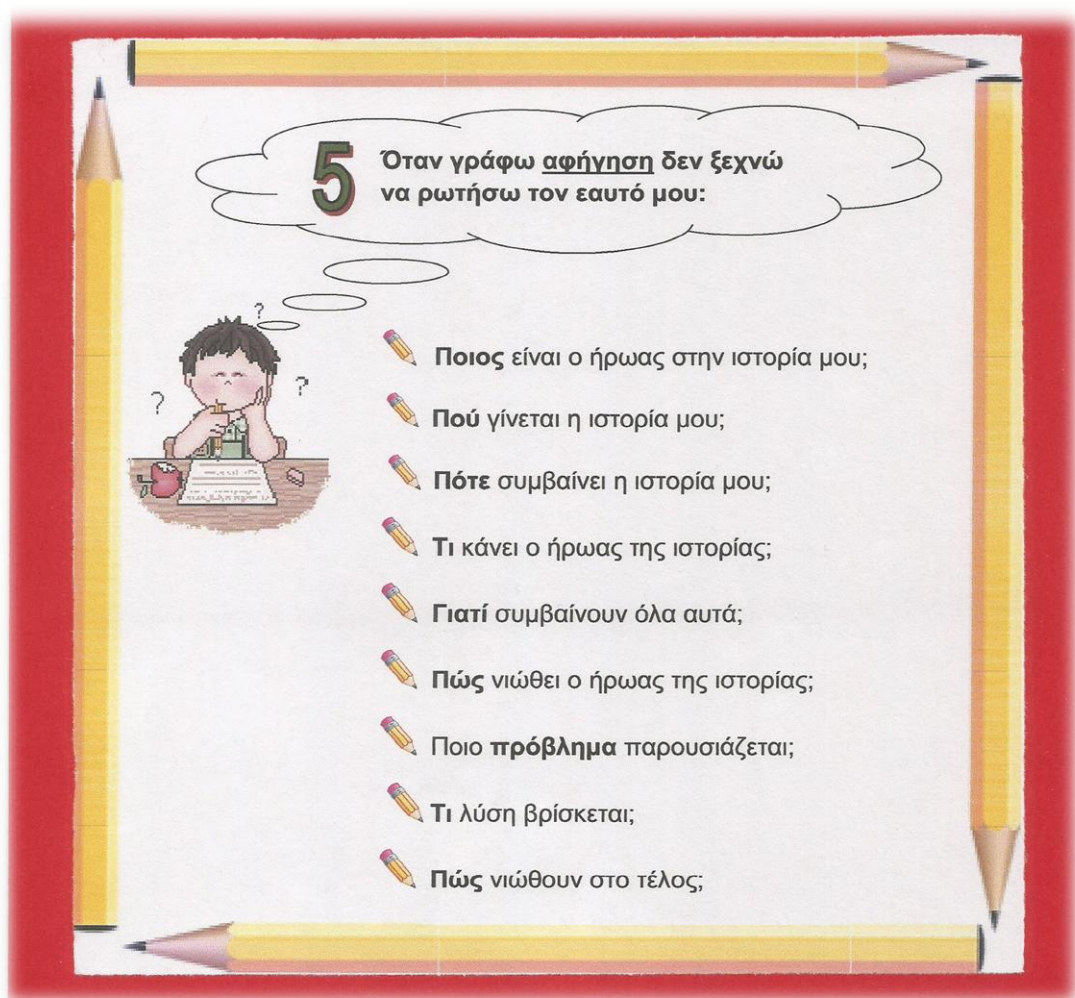 5
Όταν γράφω αφήγηση δεν ξεχνώ
να ρωτήσω τον εαυτό μου:
?
?
?
Ποιος είναι ο ήρωας στην ιστορία μου;
Πού γίνεται η ιστορία μου;
Πότε συμβαίνει η ιστορία μου;
Τι κάνει ο ήρωας της ιστορίας;
Γιατί συμβαίνουν όλα αυτά;
Πώς νιώθει ο ήρωας της ιστορίας;
Ποιο πρόβλημα παρουσιάζεται;
Τι λύση βρίσκεται;
Πώς νιώθουν στο τέλος;